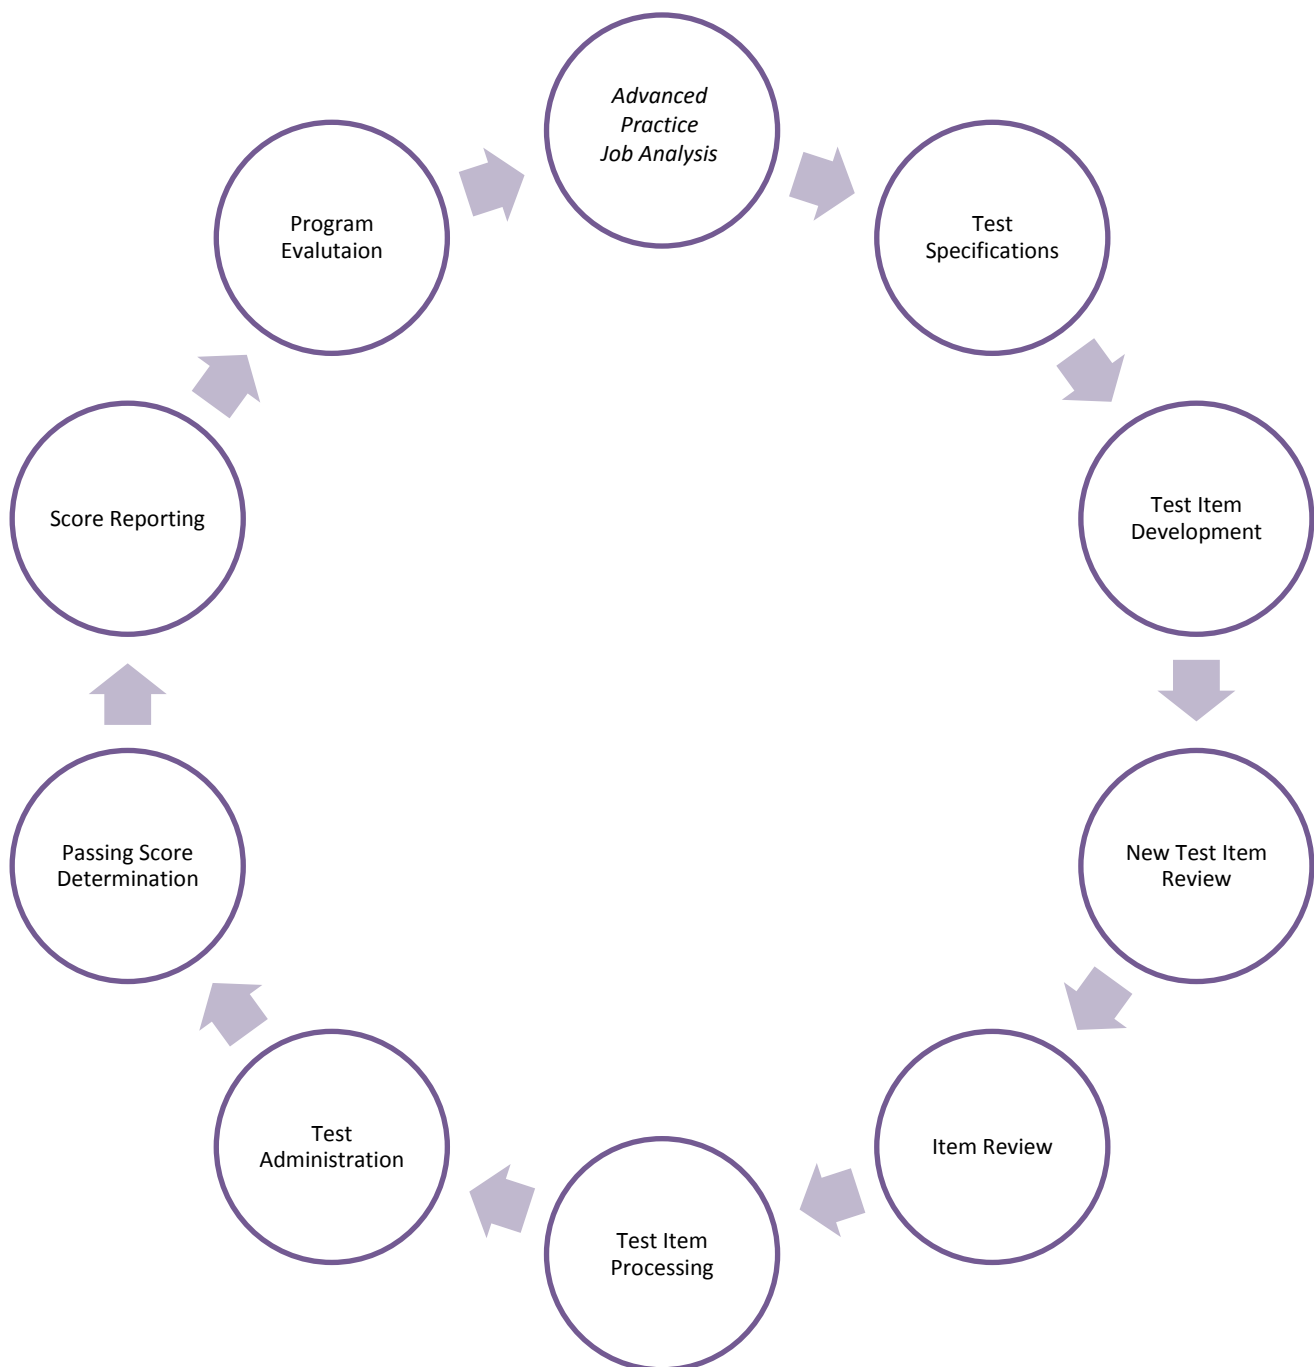 Advanced
Practice
Job Analysis
Test
Specifications
Test Item
Development
New Test Item
Review
Item Review
Test Item
Processing
Test
Administration
Passing Score
Determination
Score Reporting
Program
Evalutaion